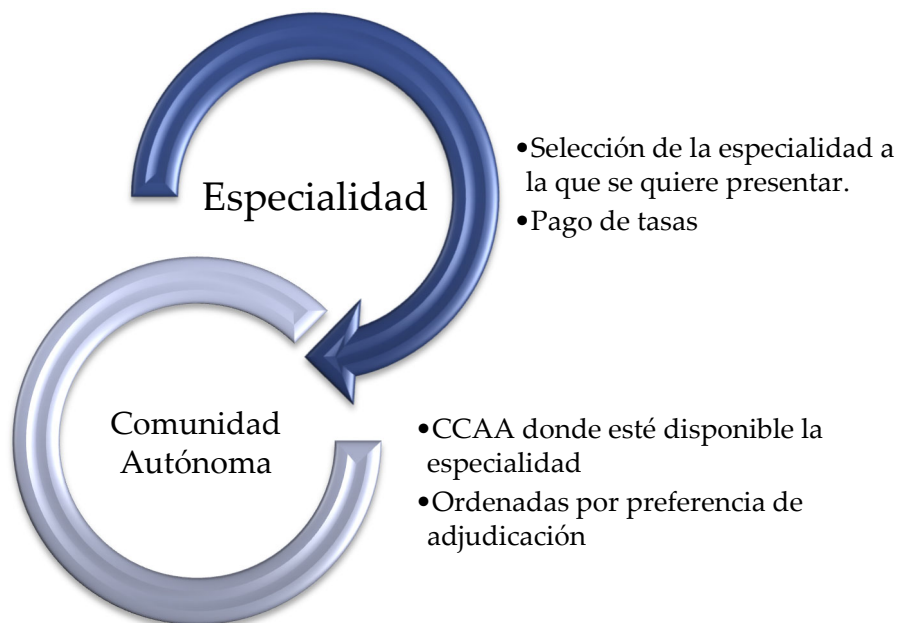 Especialidad
•Selección de la especialidad a
la que se quiere presentar.
•Pago de tasas
Comunidad
Autónoma
•CCAA donde esté disponible la
especialidad
•Ordenadas por preferencia de
adjudicación